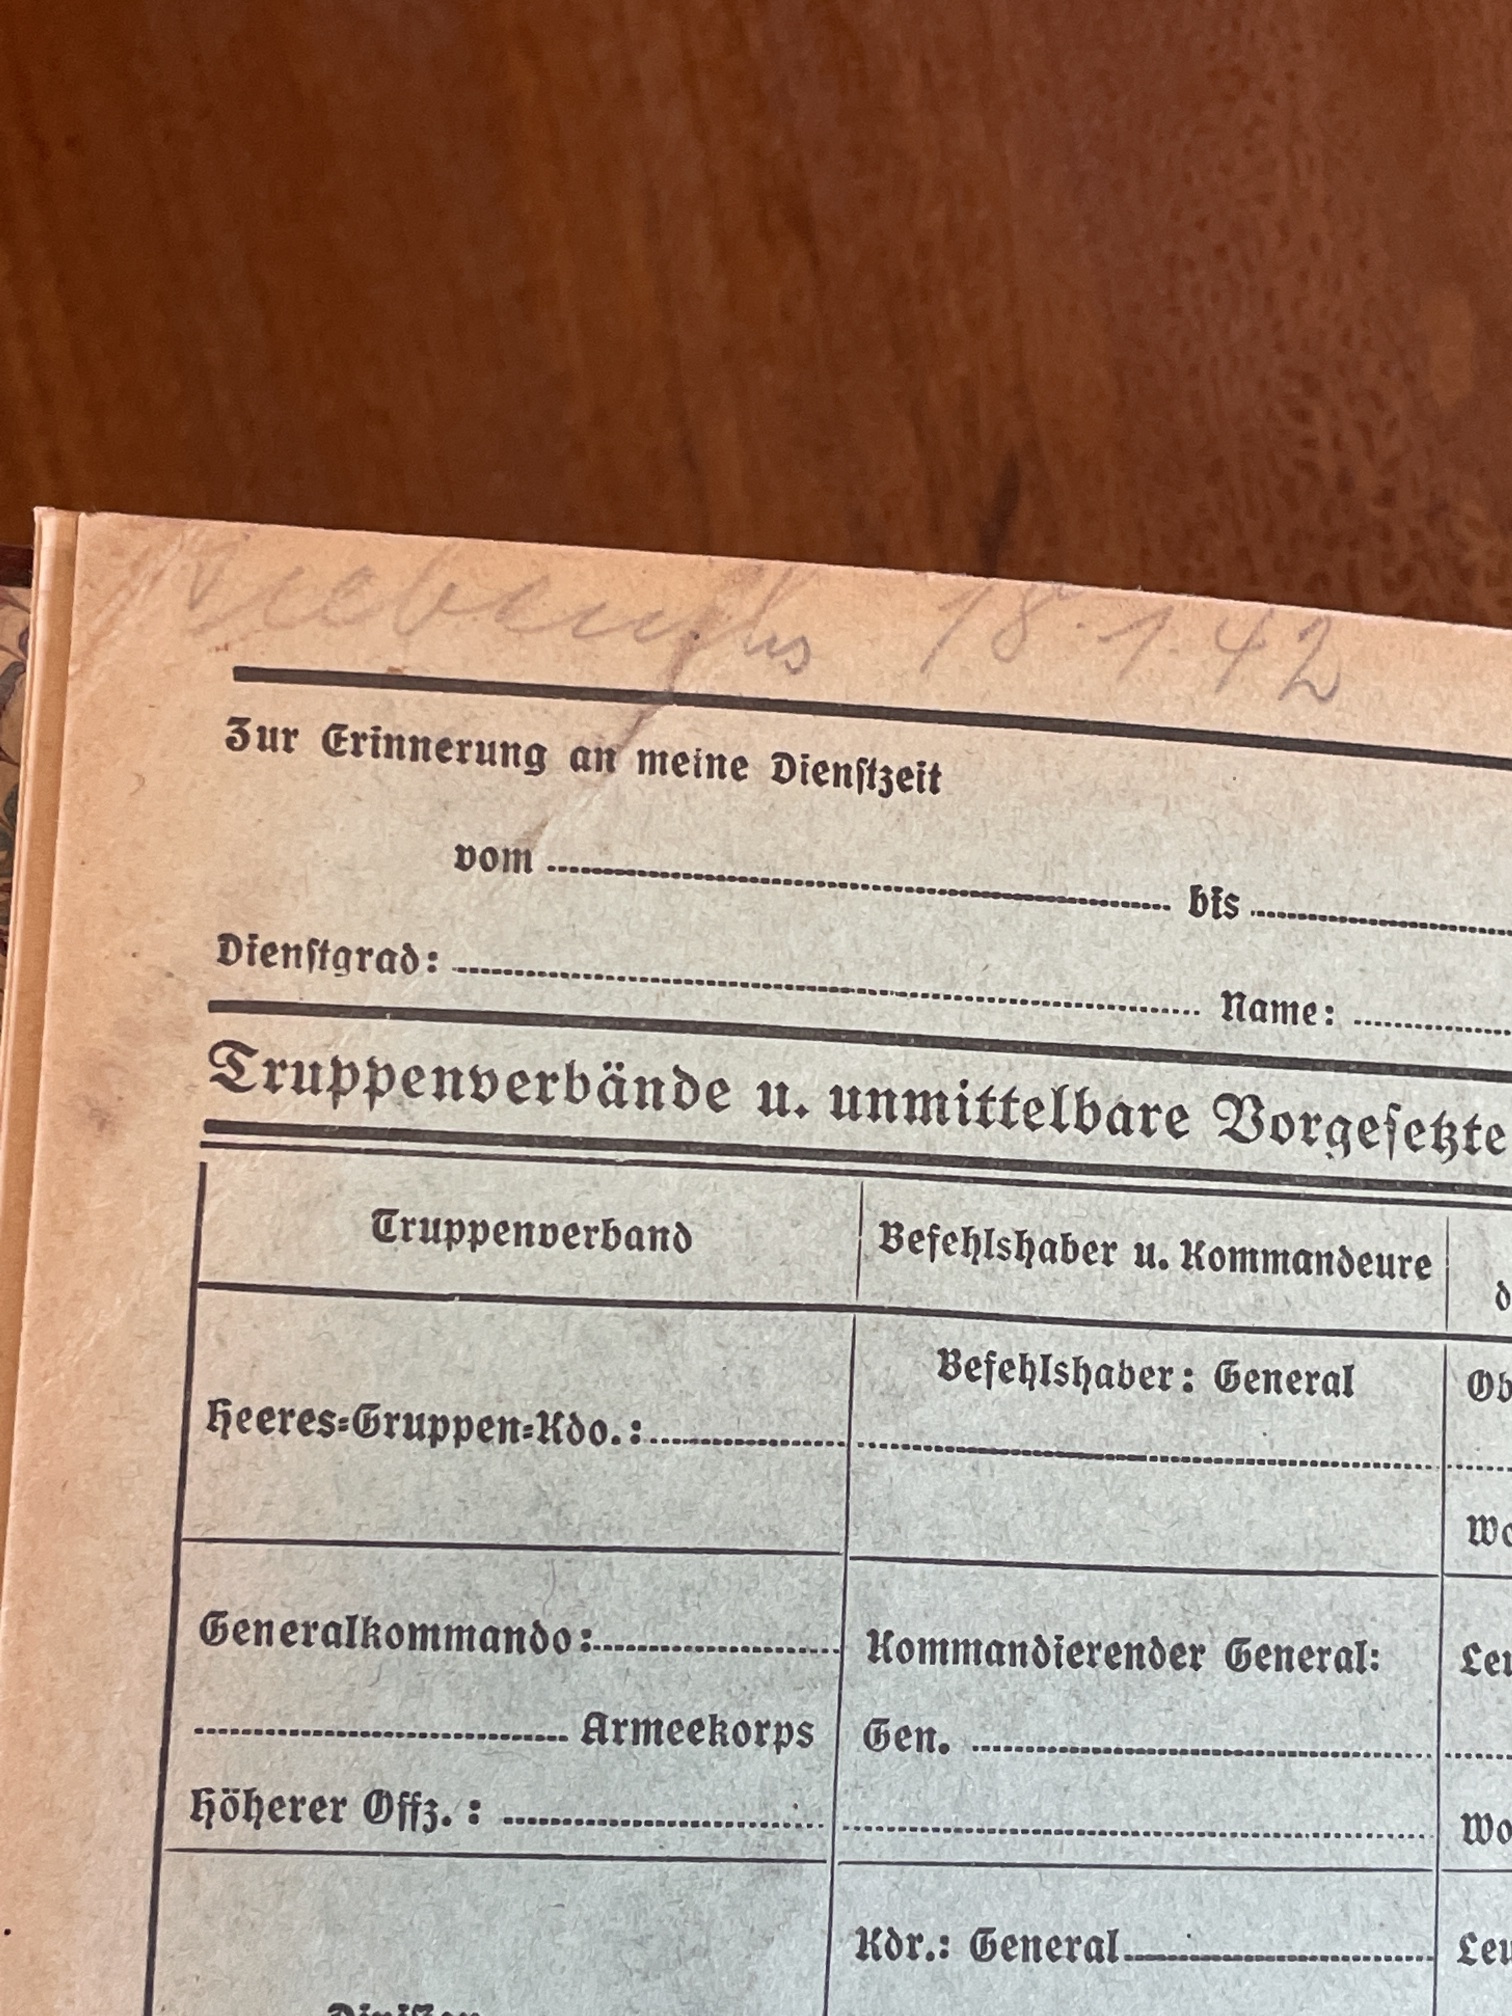 18.1.42
Zur Erinnerung an meine Dienſtzeit
vom ........ bis ........
Dienſtgrad: ........ Name: ........
Truppenverbände u. unmittelbare Vorgeſetzte
Truppenverband
Befehlshaber u. Kommandeure
Heeres=Gruppen=Kdo.: ........
Befehlshaber: General
........
Generalkommando: ........
........ Armeekorps
Höherer Offz.: ........
Kommandierender General:
Gen. ........
........
Kdr.: General ........